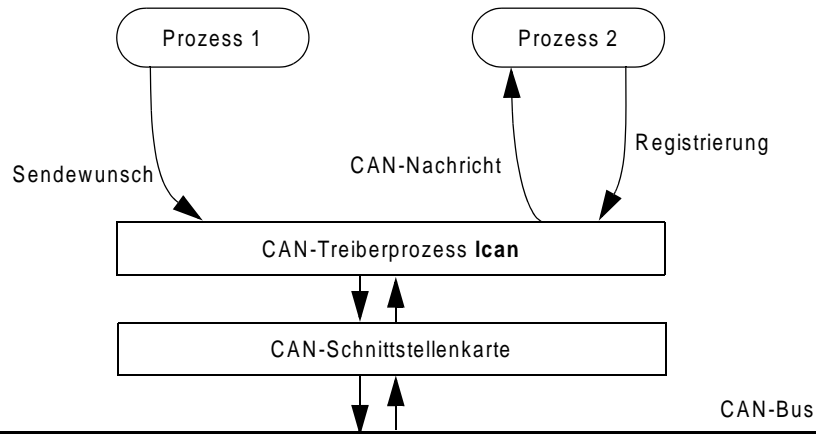 Prozess 1
Prozess 2
Registrierung
CAN-Nachricht
Sendewunsch
CAN-Treiberprozess Ican
CAN-Schnittstellenkarte
CAN-Bus